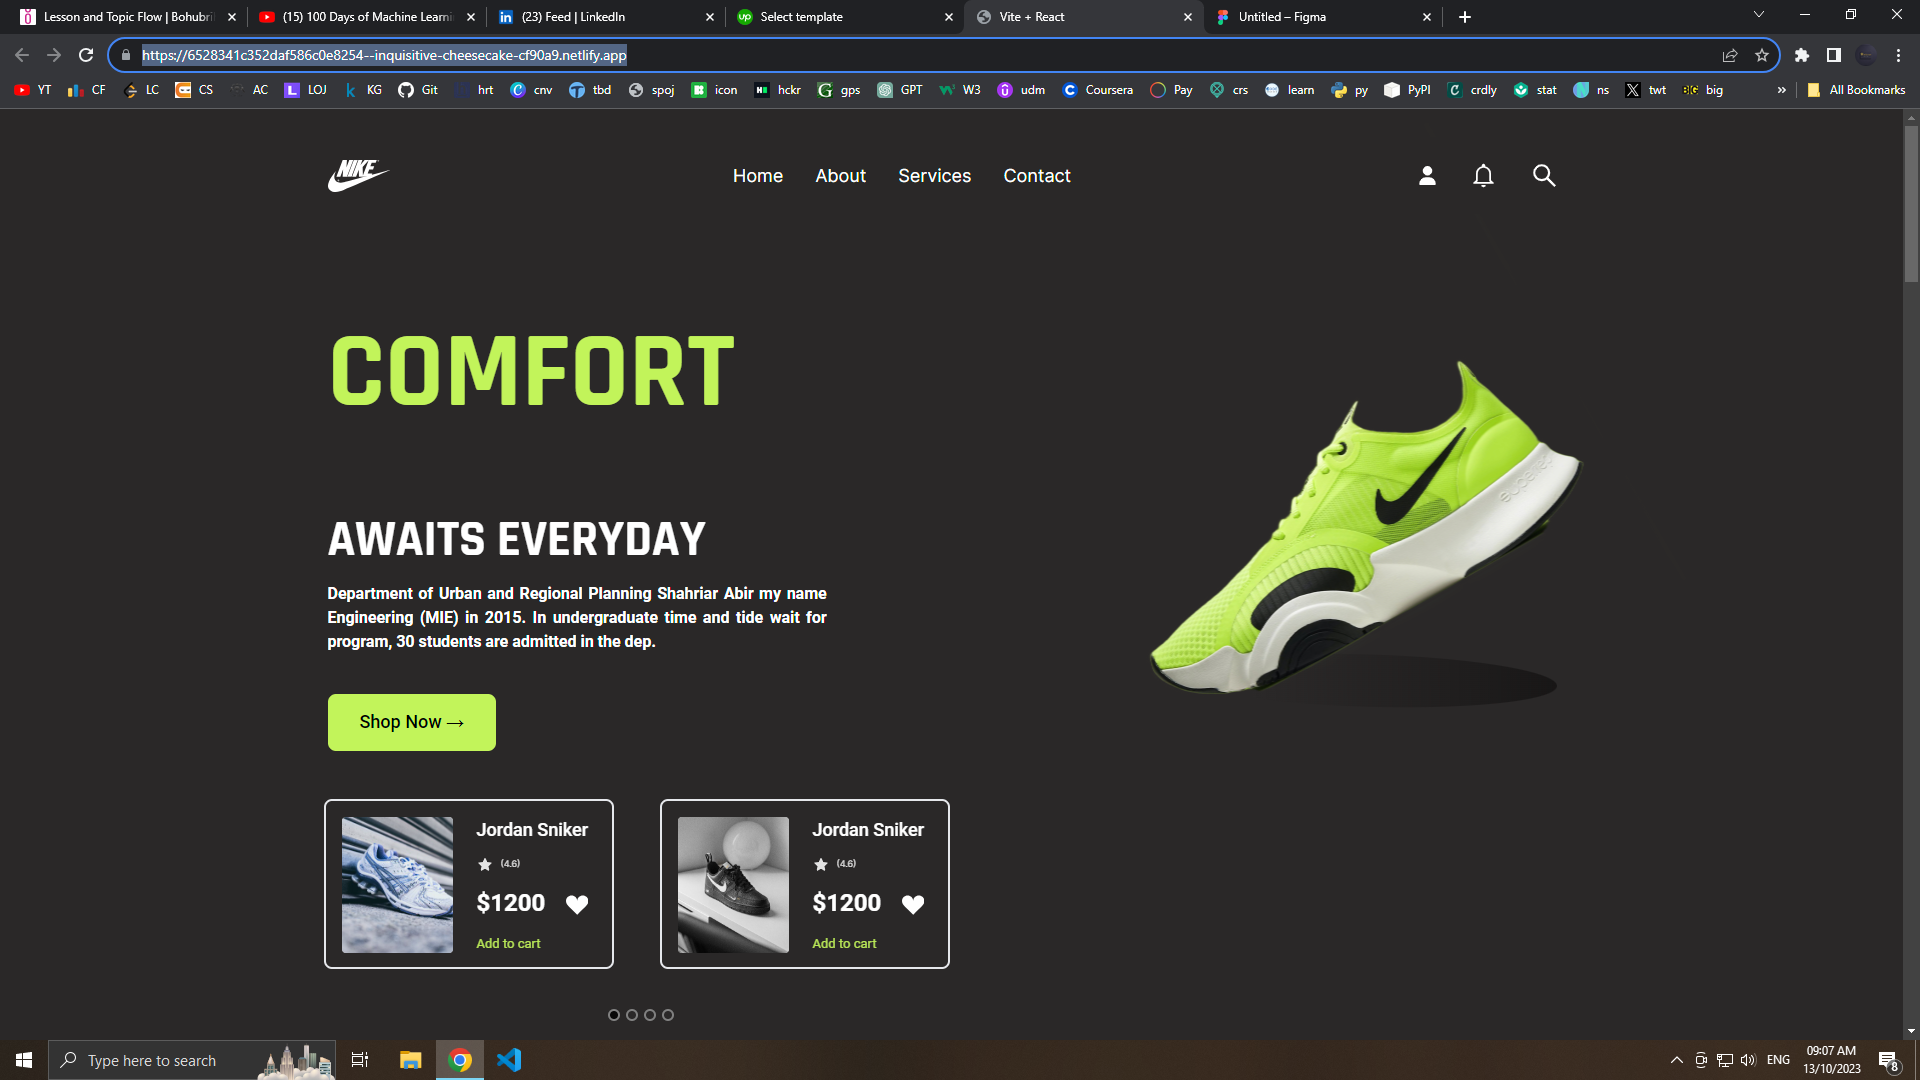 Lesson and Topic Flow | Bohubri
(15) 100 Days of Machine Learni
(23) Feed | LinkedIn
Select template
Vite + React
Untitled – Figma
https://6528341c352daf586c0e8254--inquisitive-cheesecake-cf90a9.netlify.app
YT CF LC CS AC LOJ KG Git hrt cnv tbd spoj icon hckr gps GPT W3 udm Coursera Pay crs learn py PyPI crdly stat ns twt big » All Bookmarks
NIKE
Home About Services Contact
COMFORT
AWAITS EVERYDAY
Department of Urban and Regional Planning Shahriar Abir my name
Engineering (MIE) in 2015. In undergraduate time and tide wait for
program, 30 students are admitted in the dep.
Shop Now →
Jordan Sniker
(4.6)
$1200
Add to cart
Jordan Sniker
(4.6)
$1200
Add to cart
Type here to search
ENG
09:07 AM
13/10/2023
8